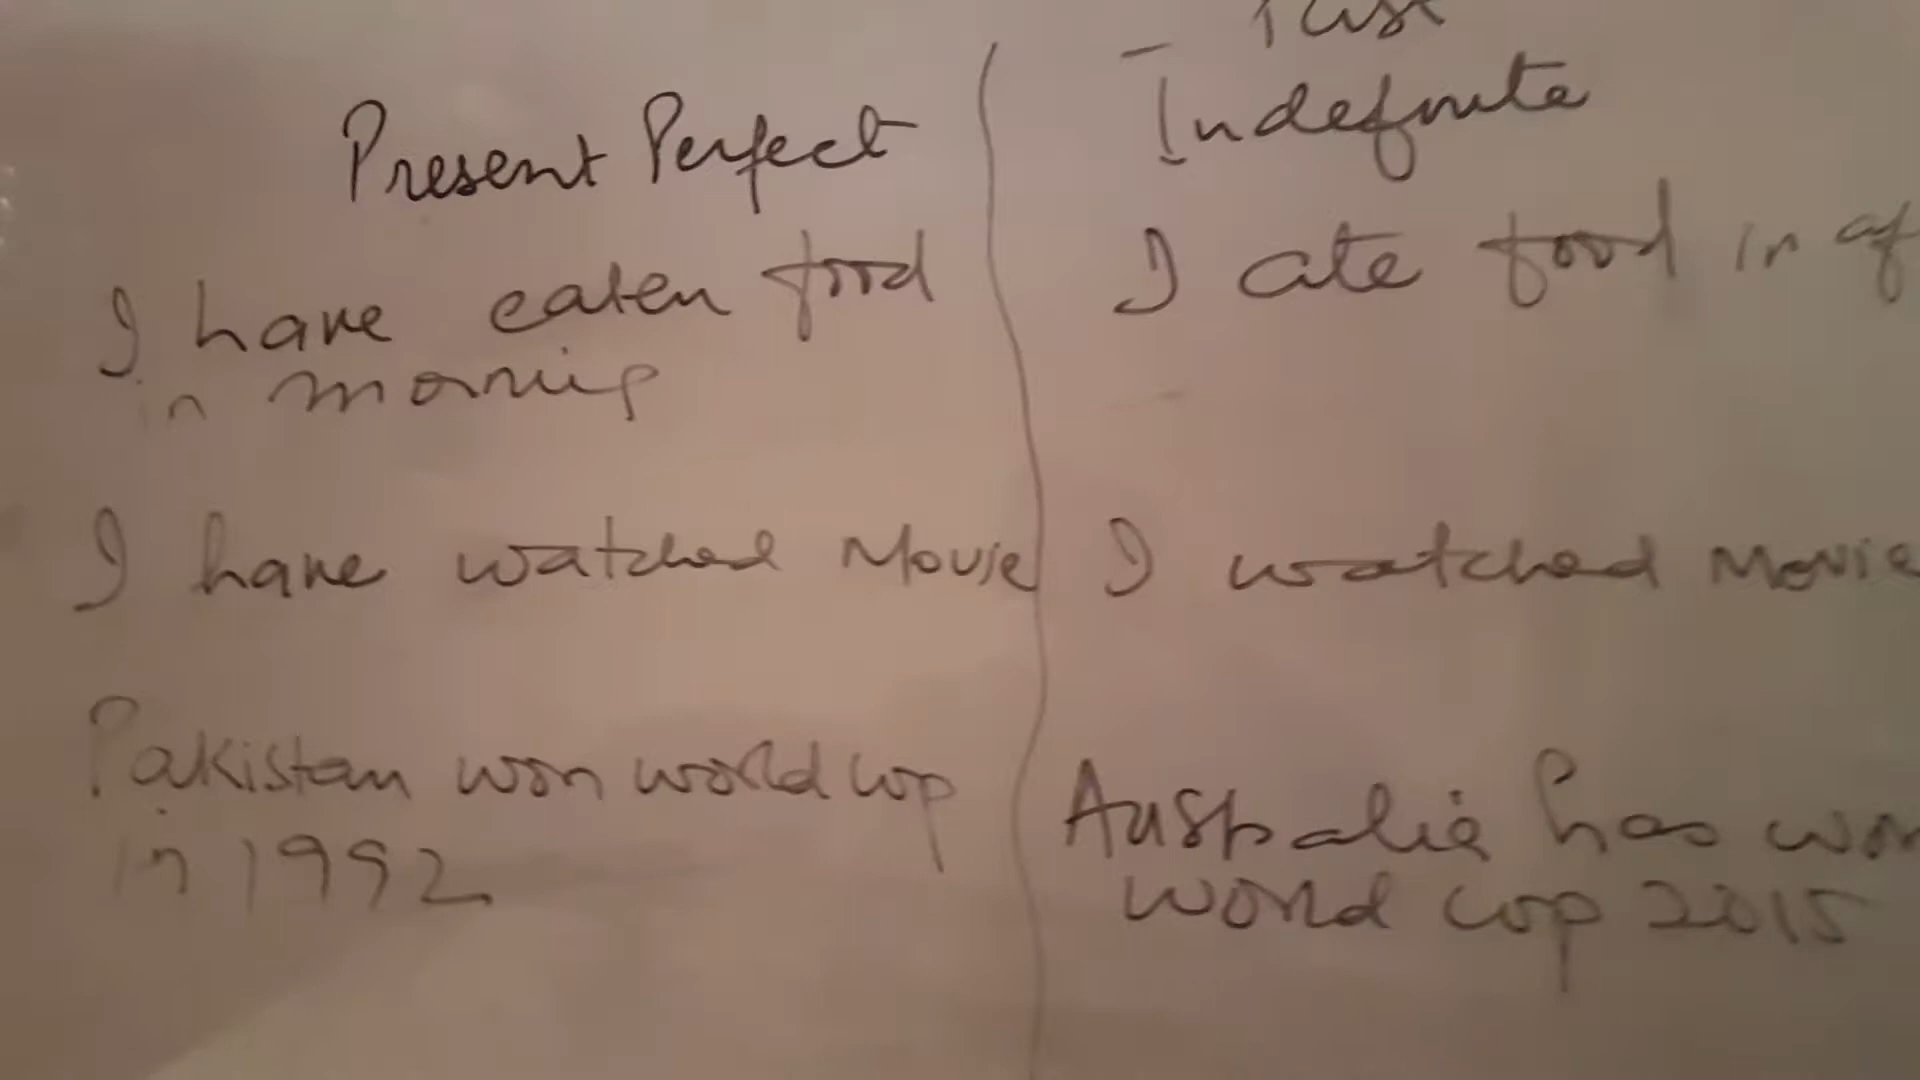 Present Perfect
I have eaten food
in morning
I have watched Movie
Pakistan won world cup
in 1992
Past
Indefinite
I ate food in af
I watched Movie
Australia has won
world cup 2015